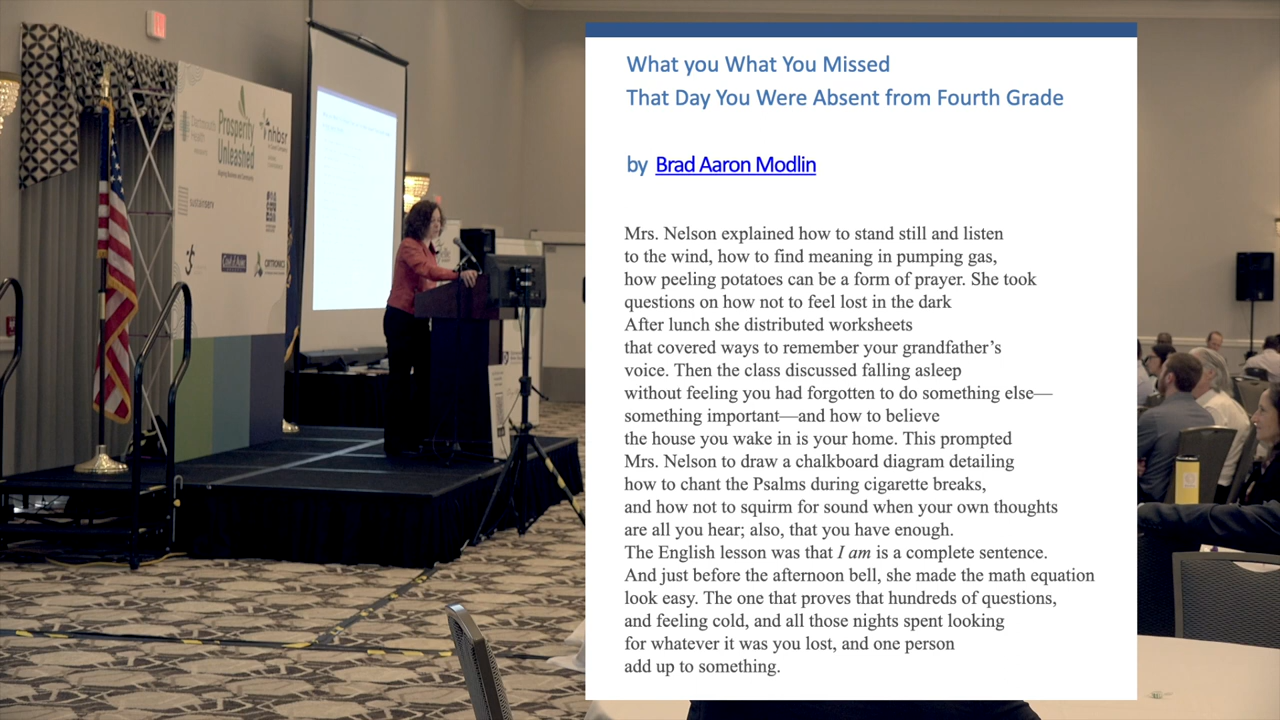 Dartmouth
Health
Prosperity
Unleashed
nhbsr
sustainserv
What you What You Missed
That Day You Were Absent from Fourth Grade
by Brad Aaron Modlin
Mrs. Nelson explained how to stand still and listen
to the wind, how to find meaning in pumping gas,
how peeling potatoes can be a form of prayer. She took
questions on how not to feel lost in the dark
After lunch she distributed worksheets
that covered ways to remember your grandfather’s
voice. Then the class discussed falling asleep
without feeling you had forgotten to do something else—
something important—and how to believe
the house you wake in is your home. This prompted
Mrs. Nelson to draw a chalkboard diagram detailing
how to chant the Psalms during cigarette breaks,
and how not to squirm for sound when your own thoughts
are all you hear; also, that you have enough.
The English lesson was that I am is a complete sentence.
And just before the afternoon bell, she made the math equation
look easy. The one that proves that hundreds of questions,
and feeling cold, and all those nights spent looking
for whatever it was you lost, and one person
add up to something.